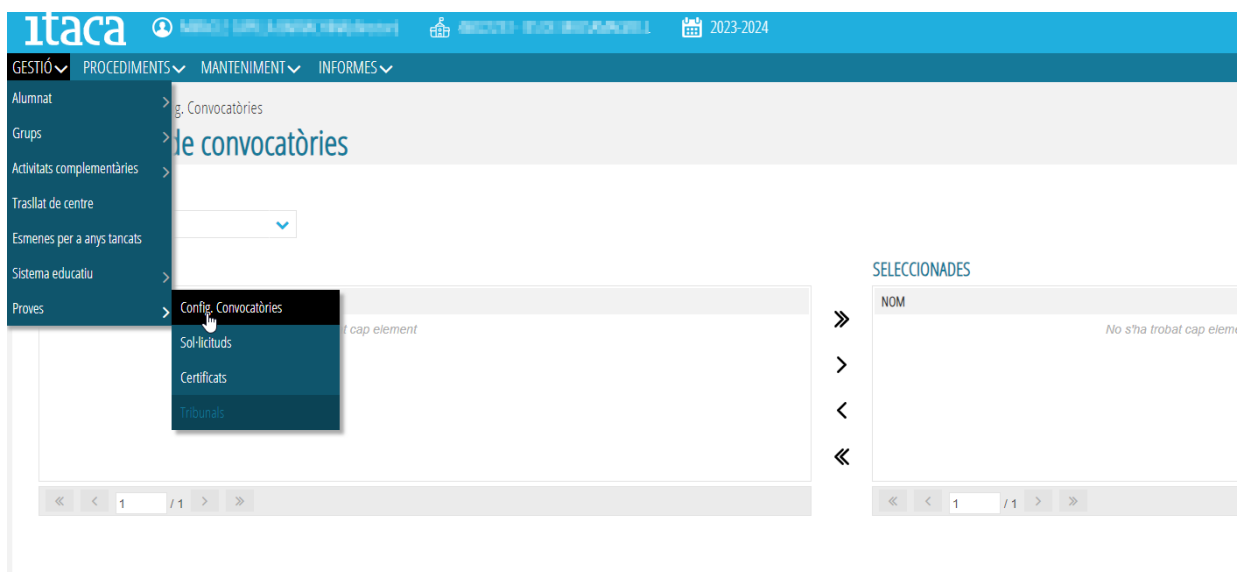 itaca 2023-2024
GESTIÓ PROCEDIMENTS MANTENIMENT INFORMES
Alumnat
g. Convocatòries
Grups
de convocatòries
Activitats complementàries
Trasllat de centre
Esmenes per a anys tancats
Sistema educatiu
SELECCIONADES
Proves
Config. Convocatòries
NOM
t cap element
No s'ha trobat cap eleme
Sol·licituds
Certificats
Tribunals
1 / 1
1 / 1